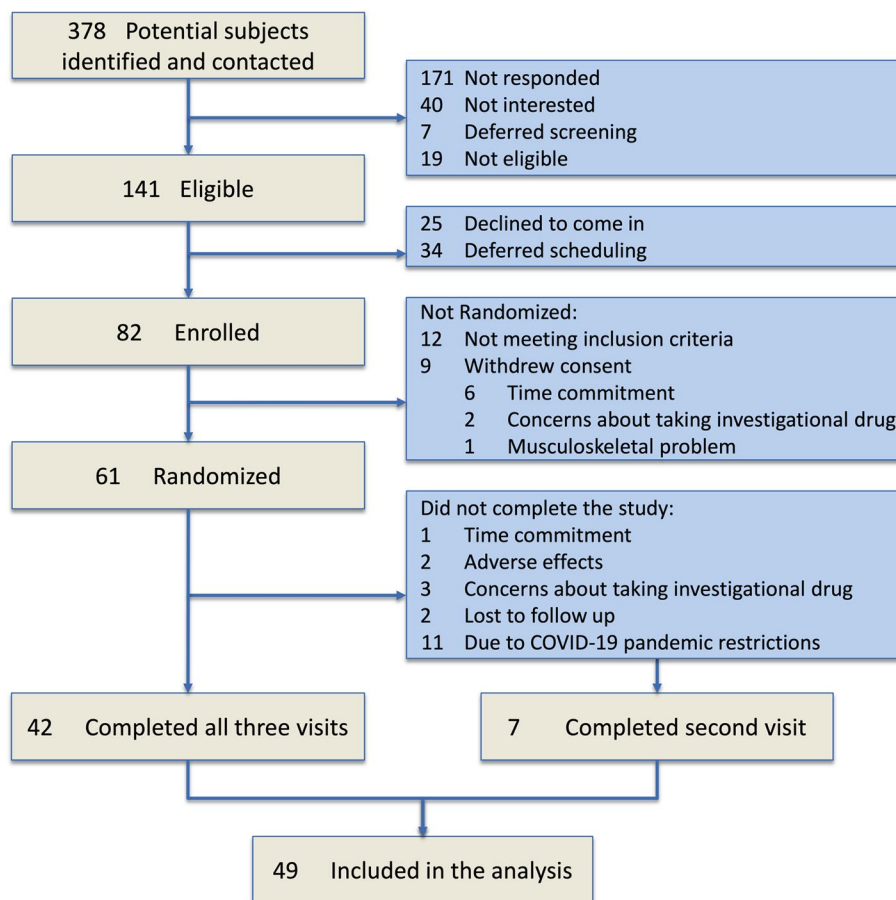 378 Potential subjects
identified and contacted
171 Not responded
40 Not interested
7 Deferred screening
19 Not eligible
141 Eligible
25 Declined to come in
34 Deferred scheduling
82 Enrolled
Not Randomized:
12 Not meeting inclusion criteria
9 Withdrew consent
6 Time commitment
2 Concerns about taking investigational drug
1 Musculoskeletal problem
61 Randomized
Did not complete the study:
1 Time commitment
2 Adverse effects
3 Concerns about taking investigational drug
2 Lost to follow up
11 Due to COVID-19 pandemic restrictions
42 Completed all three visits
7 Completed second visit
49 Included in the analysis